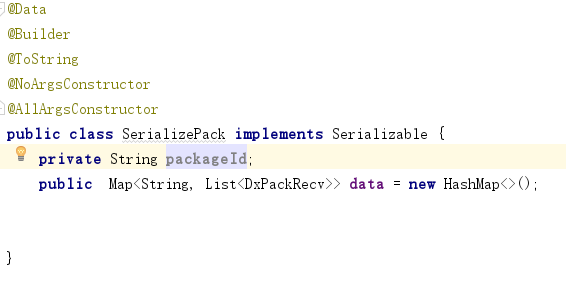 @Data
@Builder
@ToString
@NoArgsConstructor
@AllArgsConstructor
public class SerializePack implements Serializable {
private String packageId;
public Map<String, List<DxPackRecv>> data = new HashMap<>();
}